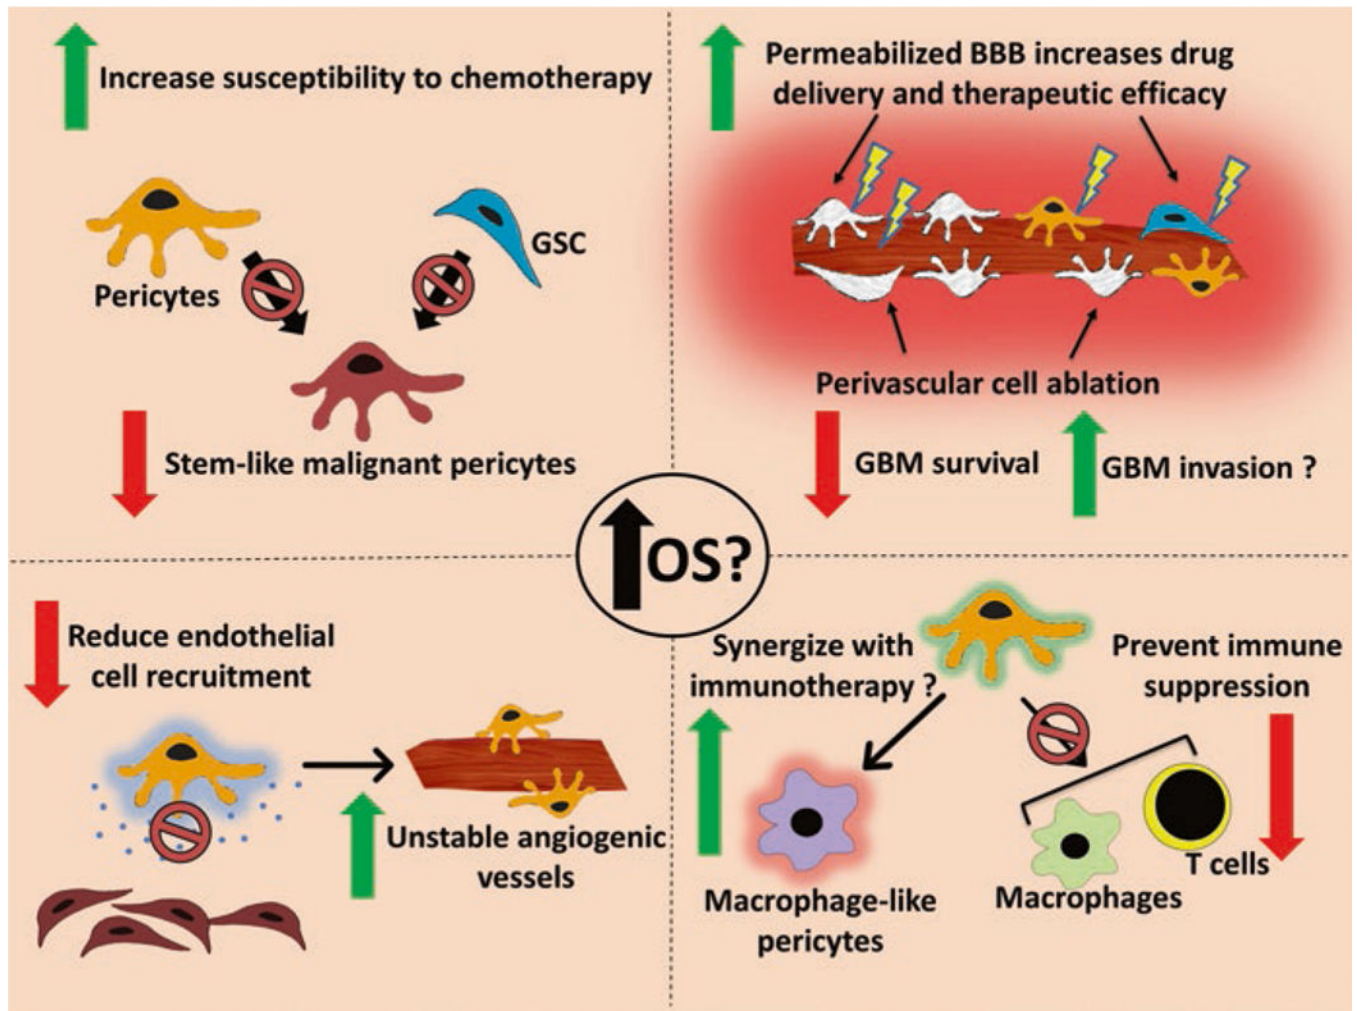 Increase susceptibility to chemotherapy
Pericytes
GSC
Stem-like malignant pericytes
Permeabilized BBB increases drug
delivery and therapeutic efficacy
Perivascular cell ablation
GBM survival
GBM invasion ?
OS?
Reduce endothelial
cell recruitment
Unstable angiogenic
vessels
Synergize with
immunotherapy ?
Prevent immune
suppression
Macrophage-like
pericytes
Macrophages
T cells